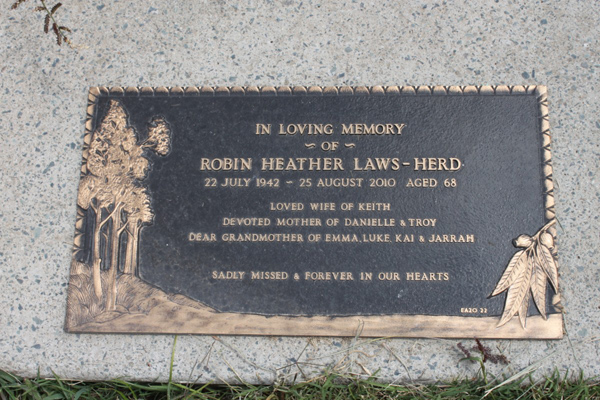 IN LOVING MEMORY
~ OF ~
ROBIN HEATHER LAWS-HERD
22 JULY 1942 - 25 AUGUST 2010 AGED 68
LOVED WIFE OF KEITH
DEVOTED MOTHER OF DANIELLE & TROY
DEAR GRANDMOTHER OF EMMA, LUKE, KAI & JARRAH
SADLY MISSED & FOREVER IN OUR HEARTS